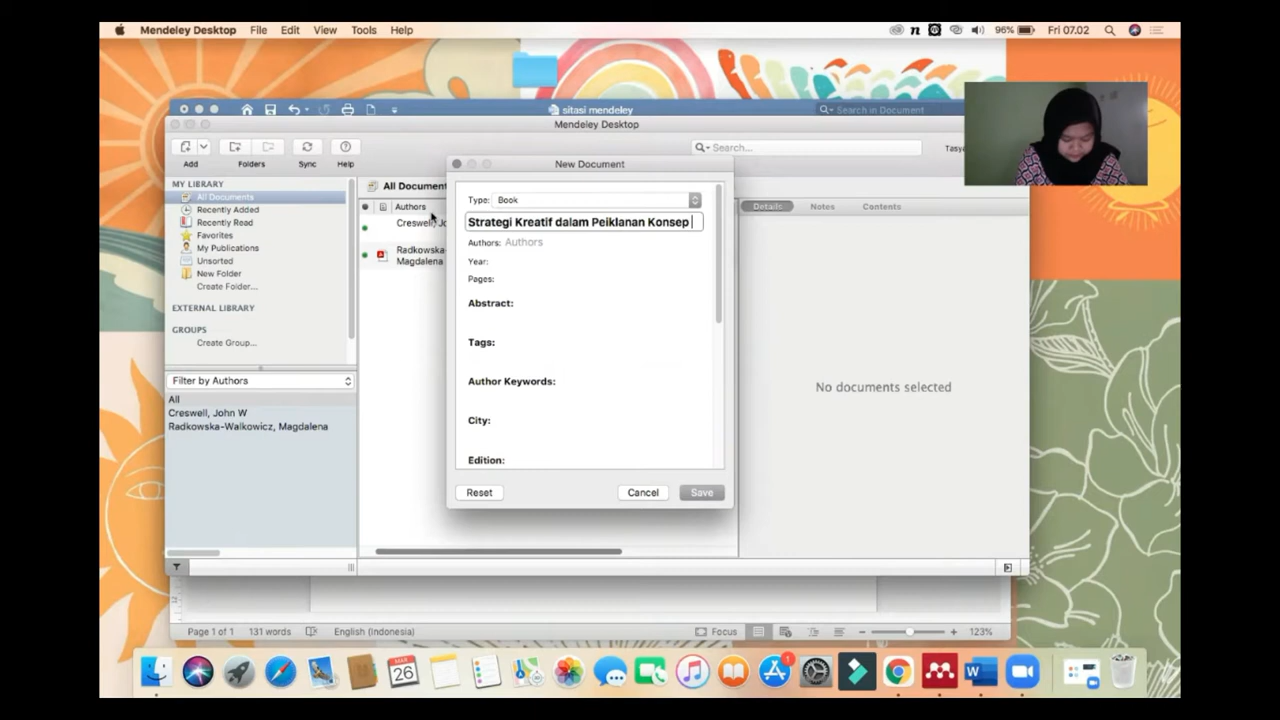 Mendeley Desktop File Edit View Tools Help
96% Fri 07.02
sitasi mendeley
Search in Document
Mendeley Desktop
Add Folders Sync Help
Search...
Tasya
New Document
MY LIBRARY
All Documents
Recently Added
Recently Read
Favorites
My Publications
Unsorted
New Folder
Create Folder...
EXTERNAL LIBRARY
GROUPS
Create Group...
Filter by Authors
All
Creswell, John W
Radkowska-Walkowicz, Magdalena
All Document
Authors
Creswell, Jo
Radkowska-
Magdalena
Type: Book
Strategi Kreatif dalam Peiklanan Konsep
Authors: Authors
Year:
Pages:
Abstract:
Tags:
Author Keywords:
City:
Edition:
Reset Cancel Save
Details Notes Contents
No documents selected
Page 1 of 1 131 words English (Indonesia) Focus 123%
MAR
26
1
W